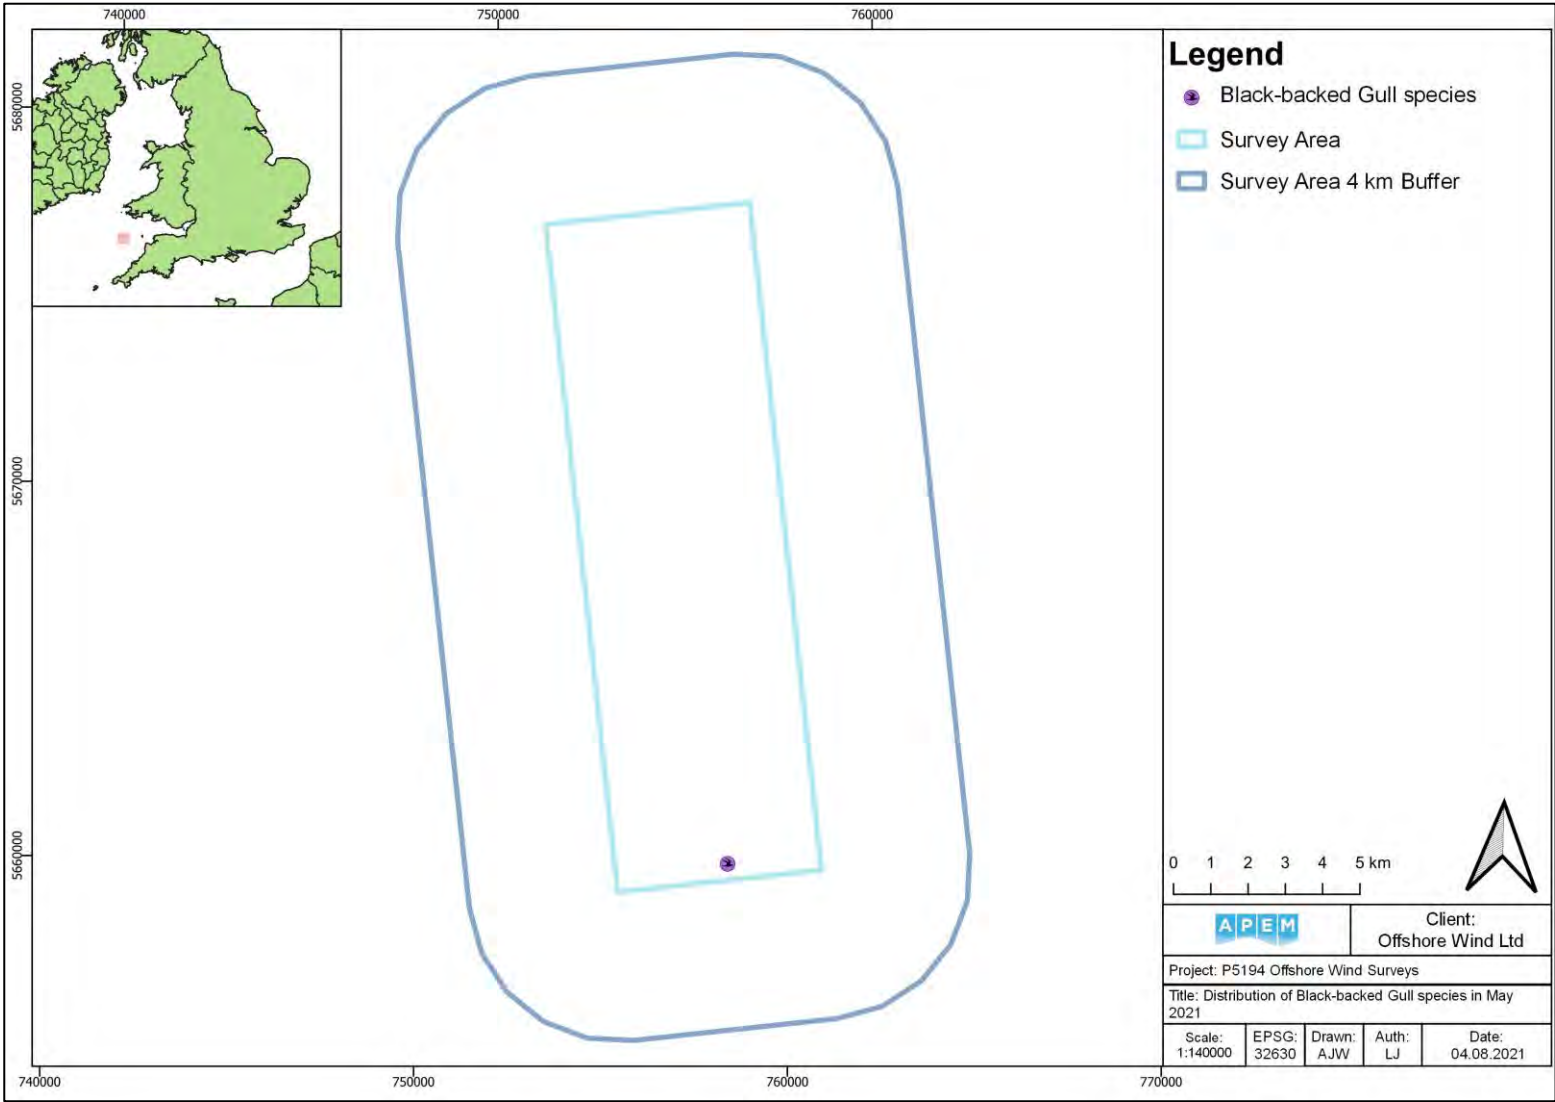 740000 750000 760000
5680000
5670000
5660000
740000 750000 760000 770000
Legend
Black-backed Gull species
Survey Area
Survey Area 4 km Buffer
0 1 2 3 4 5 km
APEM
Client:
Offshore Wind Ltd
Project: P5194 Offshore Wind Surveys
Title: Distribution of Black-backed Gull species in May
2021
Scale:
1:140000
EPSG:
32630
Drawn:
AJW
Auth:
LJ
Date:
04.08.2021